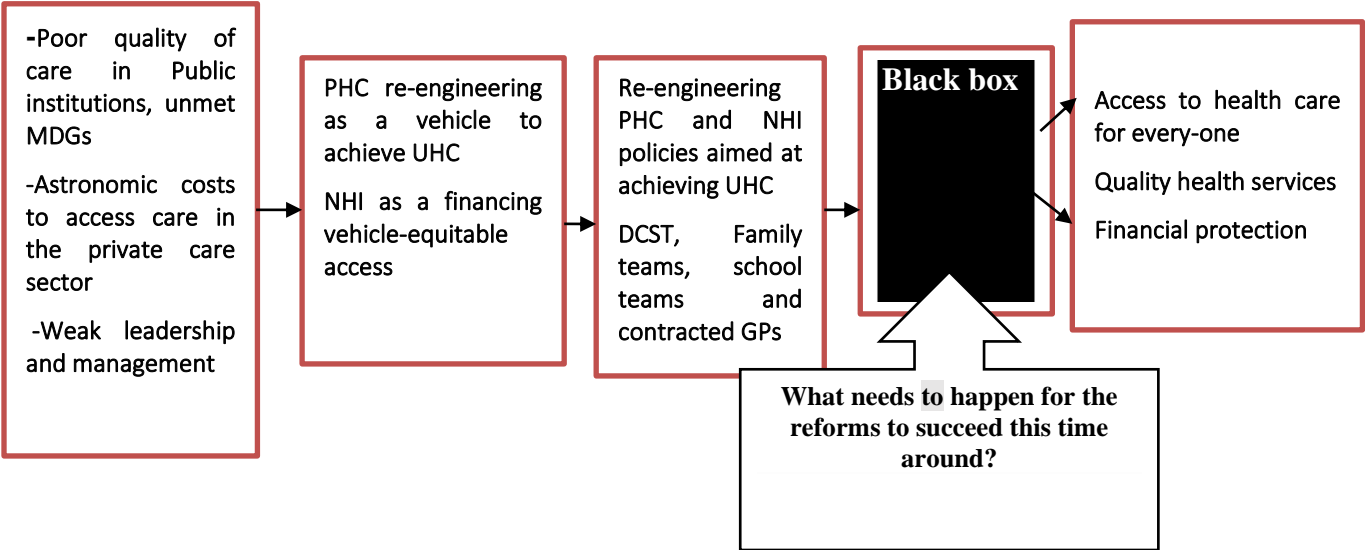 -Poor quality of
care in Public
institutions, unmet
MDGs
-Astronomic costs
to access care in
the private care
sector
-Weak leadership
and management
PHC re-engineering
as a vehicle to
achieve UHC
NHI as a financing
vehicle-equitable
access
Re-engineering
PHC and NHI
policies aimed at
achieving UHC
DCST, Family
teams, school
teams and
contracted GPs
Black box
Access to health care
for every-one
Quality health services
Financial protection
What needs to happen for the
reforms to succeed this time
around?